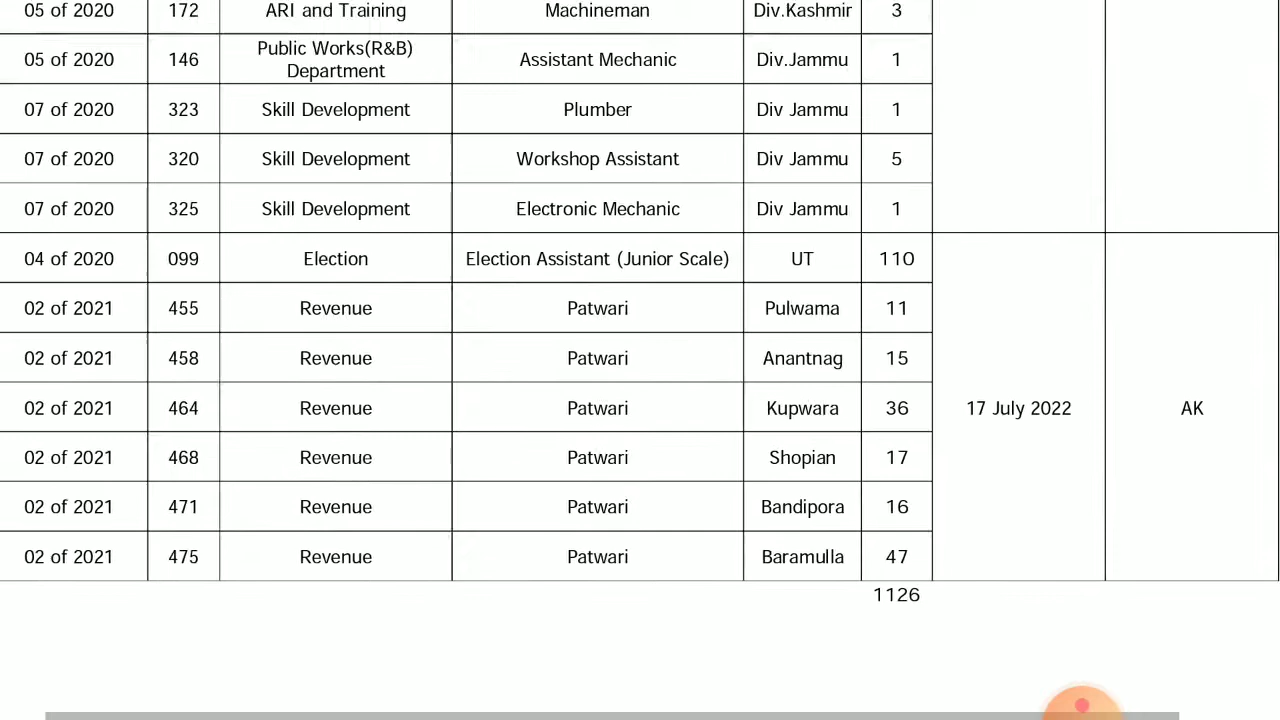 05 of 2020 172 ARI and Training Machineman Div.Kashmir 3
05 of 2020 146 Public Works(R&B) Department Assistant Mechanic Div.Jammu 1
07 of 2020 323 Skill Development Plumber Div Jammu 1
07 of 2020 320 Skill Development Workshop Assistant Div Jammu 5
07 of 2020 325 Skill Development Electronic Mechanic Div Jammu 1
04 of 2020 099 Election Election Assistant (Junior Scale) UT 110
02 of 2021 455 Revenue Patwari Pulwama 11
02 of 2021 458 Revenue Patwari Anantnag 15
02 of 2021 464 Revenue Patwari Kupwara 36 17 July 2022 AK
02 of 2021 468 Revenue Patwari Shopian 17
02 of 2021 471 Revenue Patwari Bandipora 16
02 of 2021 475 Revenue Patwari Baramulla 47
1126